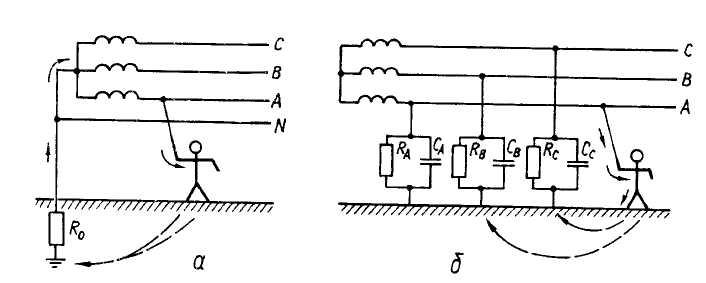 C
B
A
N
R₀
а
C
B
A
R_A C_A R_B C_B R_C C_C
б